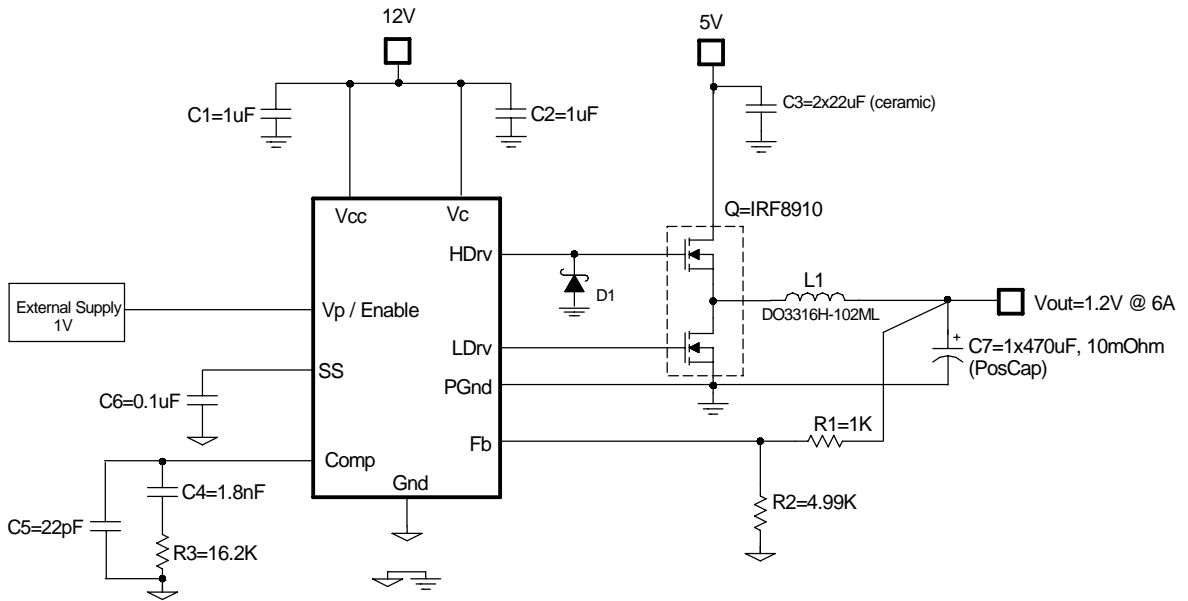 12V
5V
C1=1uF
C2=1uF
C3=2x22uF (ceramic)
Vcc
Vc
Q=IRF8910
HDrv
D1
L1
DO3316H-102ML
External Supply
1V
Vp / Enable
Vout=1.2V @ 6A
LDrv
+
C7=1x470uF, 10mOhm
(PosCap)
SS
PGnd
C6=0.1uF
R1=1K
Fb
Comp
Gnd
C4=1.8nF
R2=4.99K
C5=22pF
R3=16.2K